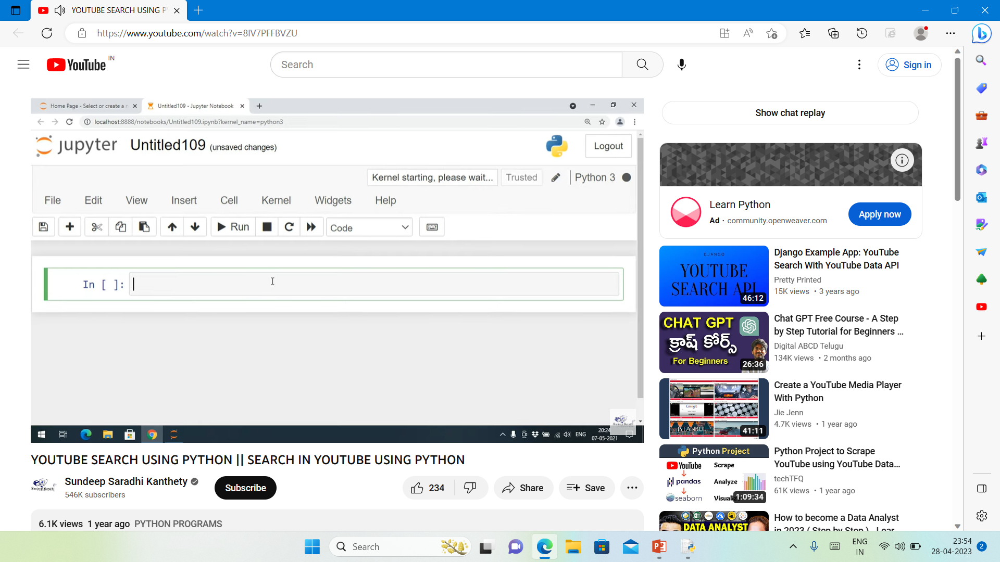 YOUTUBE SEARCH USING P
https://www.youtube.com/watch?v=8IV7PFFBVZU
YouTube IN
Search
Sign in
Home Page - Select or create a n
Untitled109 - Jupyter Notebook
localhost:8888/notebooks/Untitled109.ipynb?kernel_name=python3
jupyter Untitled109 (unsaved changes)
Logout
Kernel starting, please wait... Trusted Python 3
File Edit View Insert Cell Kernel Widgets Help
Run Code
In [ ]:
ENG
20:24
07-05-2021
YOUTUBE SEARCH USING PYTHON || SEARCH IN YOUTUBE USING PYTHON
Sundeep Saradhi Kanthety
546K subscribers
Subscribe
234
Share
Save
6.1K views 1 year ago PYTHON PROGRAMS
Show chat replay
Learn Python
Ad · community.openweaver.com
Apply now
DJANGO
YOUTUBE
SEARCH API
46:12
Django Example App: YouTube
Search With YouTube Data API
Pretty Printed
15K views • 3 years ago
CHAT GPT
క్రాష్ కోర్స్
For Beginners
26:36
Chat GPT Free Course - A Step
by Step Tutorial for Beginners ...
Digital ABCD Telugu
134K views • 2 months ago
Google
ISTANBUL
41:11
Create a YouTube Media Player
With Python
Jie Jenn
4.7K views • 1 year ago
Python Project
YouTube Scrape
pandas Analyze
seaborn
1:09:34
Python Project to Scrape
YouTube using YouTube Data...
techTFQ
61K views • 1 year ago
DATA ANALYST
How to become a Data Analyst
in 2023 ( Step by Step )
Search
ENG
IN
23:54
28-04-2023
2